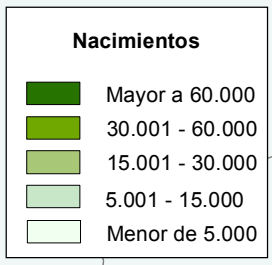 Nacimientos
Mayor a 60.000
30.001 - 60.000
15.001 - 30.000
5.001 - 15.000
Menor de 5.000